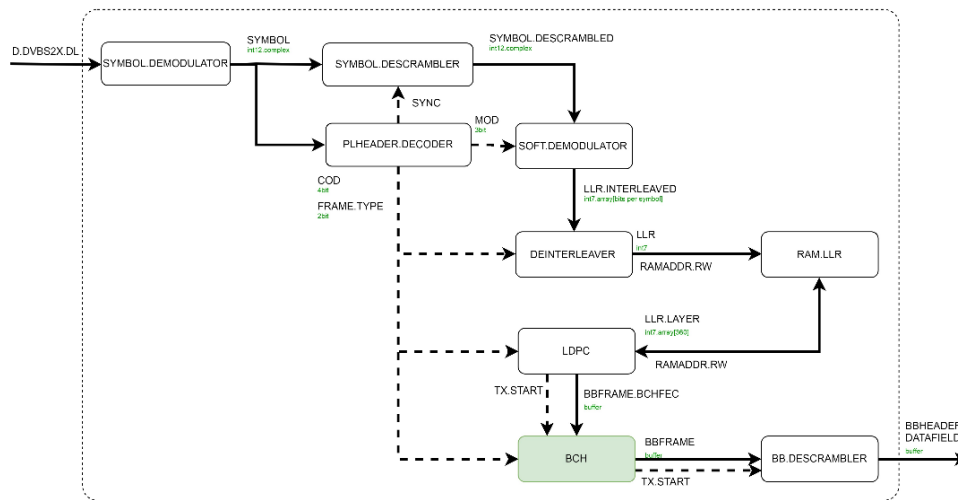 D.DVBS2X.DL
SYMBOL
int12.complex
SYMBOL.DESCRAMBLED
int12.complex
SYMBOL.DEMODULATOR
SYMBOL.DESCRAMBLER
SYNC
MOD
3bit
PLHEADER.DECODER
SOFT.DEMODULATOR
COD
4bit
FRAME.TYPE
2bit
LLR.INTERLEAVED
int7.array[bits per symbol]
LLR
int7
DEINTERLEAVER
RAM.LLR
RAMADDR.RW
LLR.LAYER
int7.array[360]
LDPC
RAMADDR.RW
TX.START
BBFRAME.BCHFEC
buffer
BBHEADER
DATAFIELD
buffer
BBFRAME
buffer
BCH
BB.DESCRAMBLER
TX.START